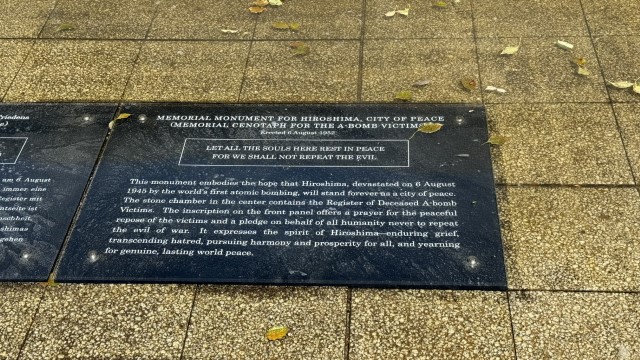 Friedens
MEMORIAL MONUMENT FOR HIROSHIMA, CITY OF PEACE
(MEMORIAL CENOTAPH FOR THE A-BOMB VICTIM
Erected 6 August 1952
LET ALL THE SOULS HERE REST IN PEACE
FOR WE SHALL NOT REPEAT THE EVIL.
This monument embodies the hope that Hiroshima, devastated on 6 August
1945 by the world's first atomic bombing, will stand forever as a city of peace.
The stone chamber in the center contains the Register of Deceased A-bomb
Victims. The inscription on the front panel offers a prayer for the peaceful
repose of the victims and a pledge on behalf of all humanity never to repeat
the evil of war. It expresses the spirit of Hiroshima—enduring grief,
transcending hatred, pursuing harmony and prosperity for all, and yearning
for genuine, lasting world peace.
am 6. August
immer eine
Register mit
ntseite ist
shimas
gehen